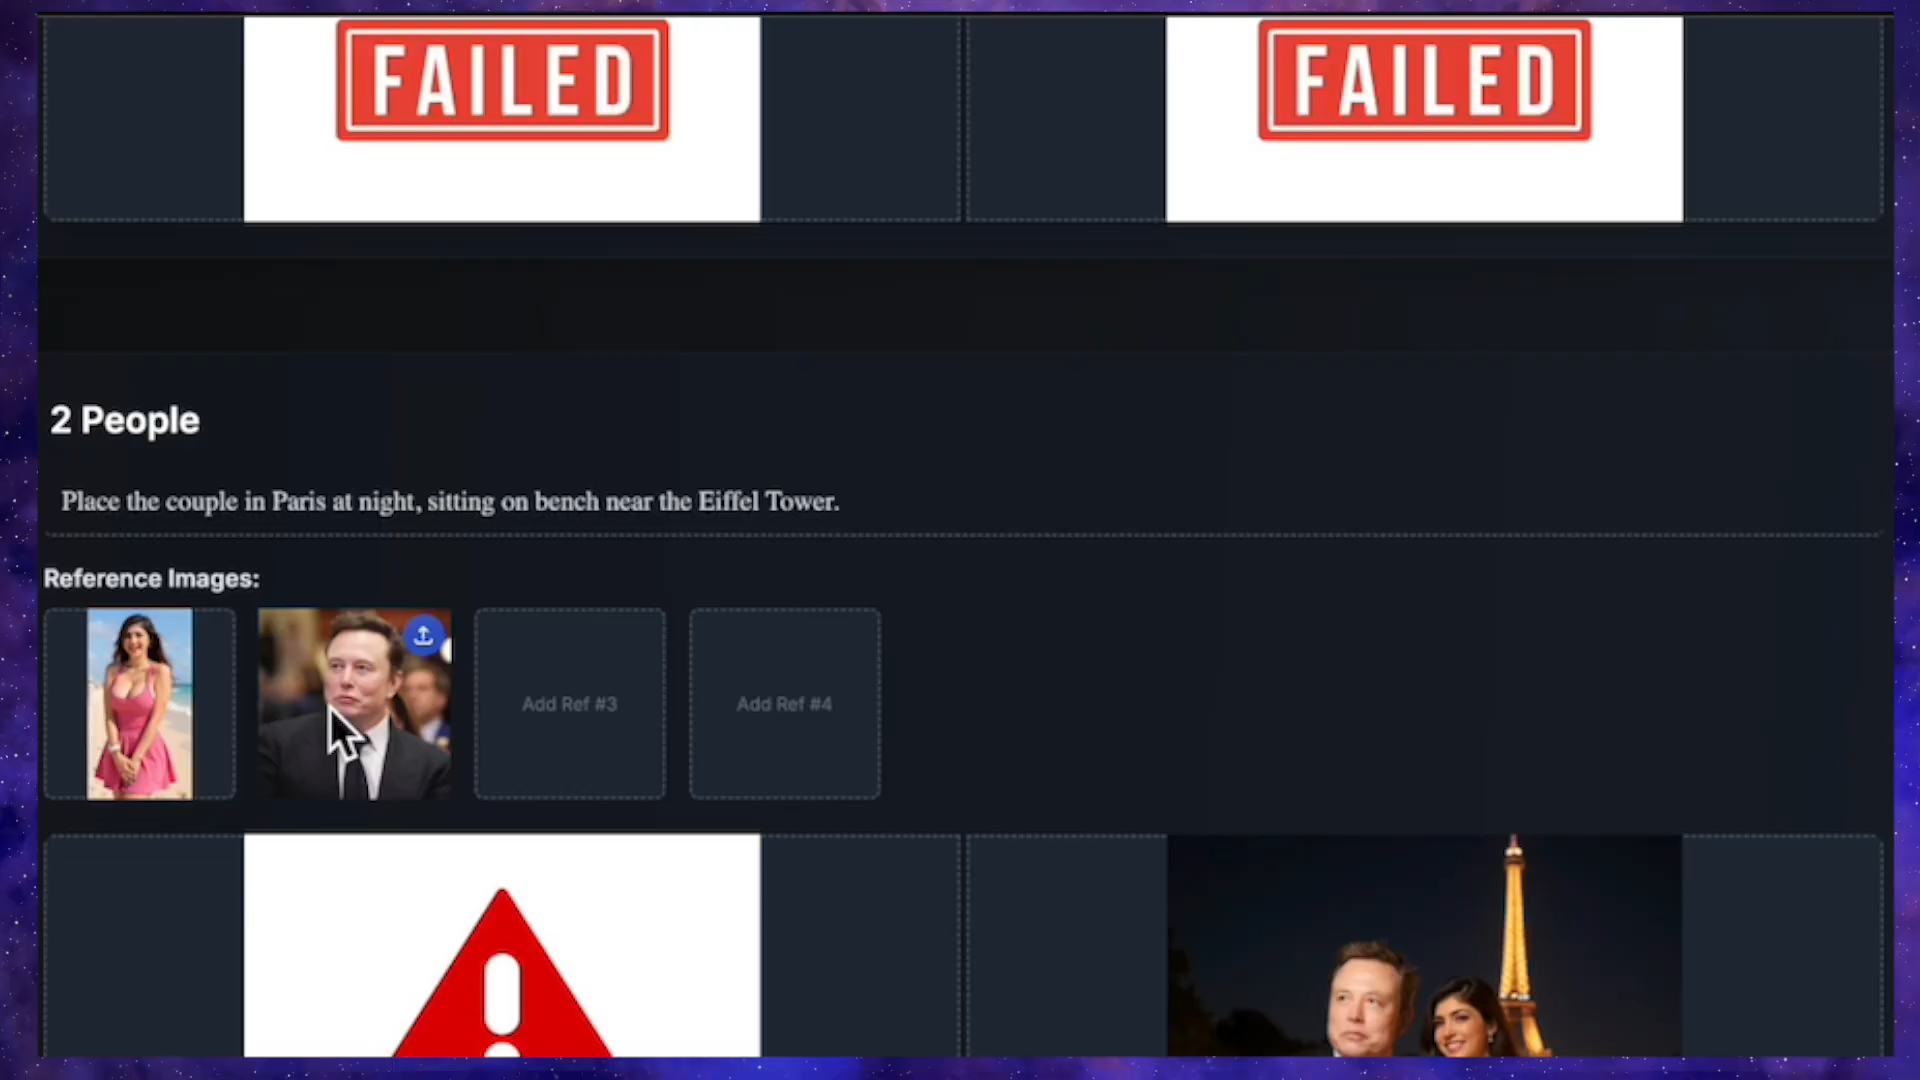 FAILED
FAILED
2 People
Place the couple in Paris at night, sitting on bench near the Eiffel Tower.
Reference Images:
Add Ref #3
Add Ref #4